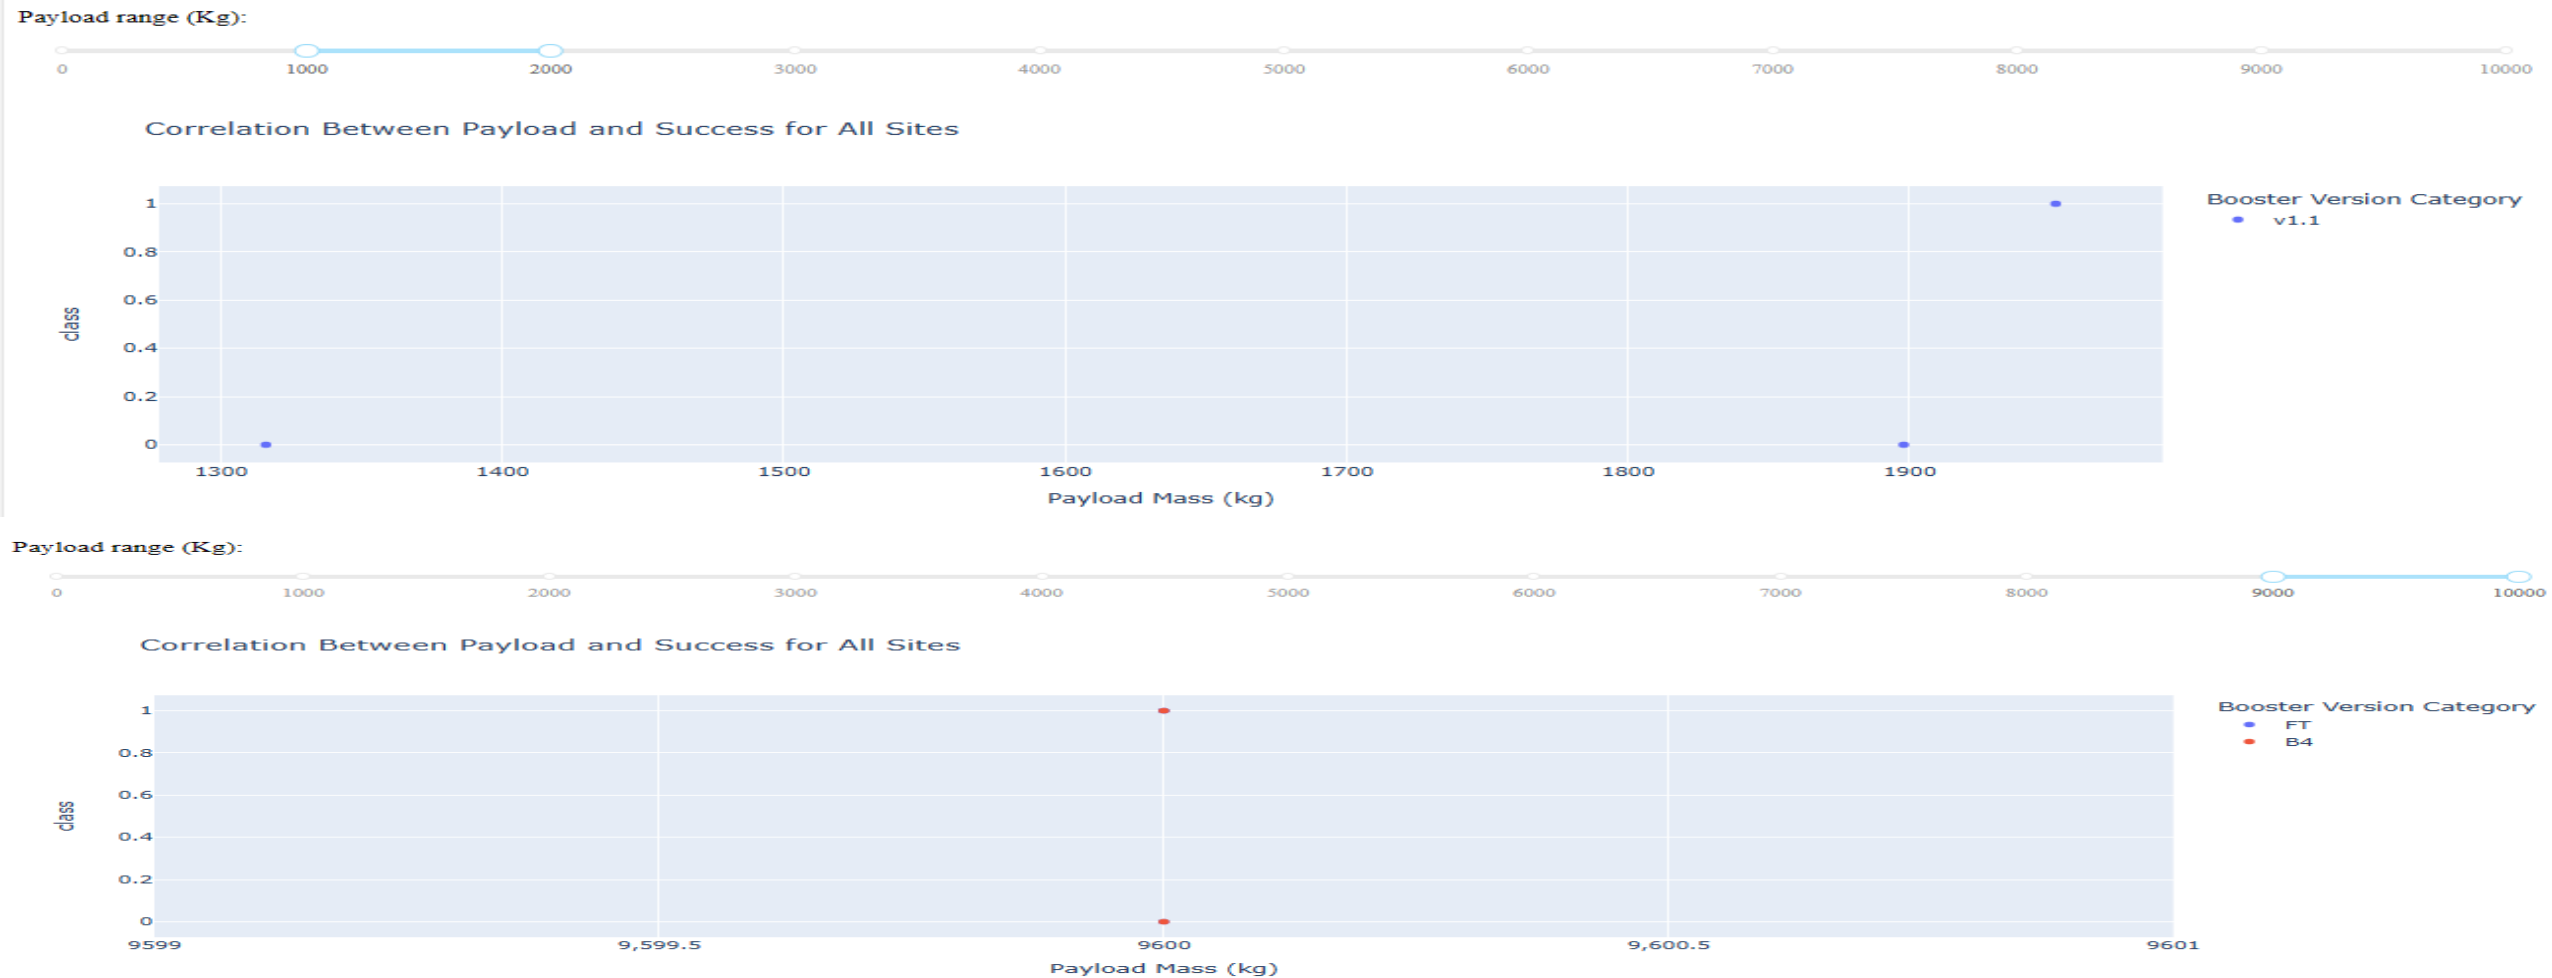 Payload range (Kg):
0 1000 2000 3000 4000 5000 6000 7000 8000 9000 10000
Correlation Between Payload and Success for All Sites
Booster Version Category
v1.1
1
0.8
0.6
0.4
0.2
0
class
1300 1400 1500 1600 1700 1800 1900
Payload Mass (kg)
Payload range (Kg):
0 1000 2000 3000 4000 5000 6000 7000 8000 9000 10000
Correlation Between Payload and Success for All Sites
Booster Version Category
FT
B4
1
0.8
0.6
0.4
0.2
0
class
9599 9,599.5 9600 9,600.5 9601
Payload Mass (kg)